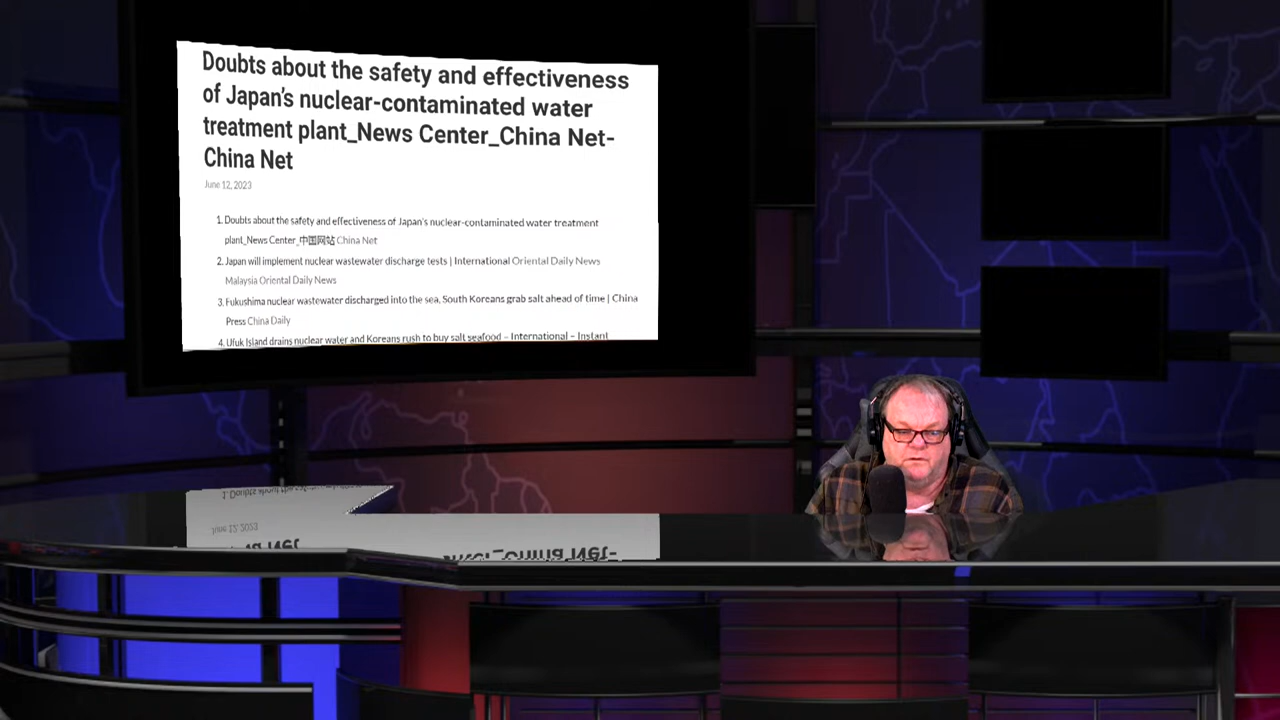 Doubts about the safety and effectiveness
of Japan's nuclear-contaminated water
treatment plant_News Center_China Net-
China Net
June 12, 2023
1. Doubts about the safety and effectiveness of Japan's nuclear-contaminated water treatment
plant_News Center_中国网站 China Net
2. Japan will implement nuclear wastewater discharge tests | International Oriental Daily News
Malaysia Oriental Daily News
3. Fukushima nuclear wastewater discharged into the sea, South Koreans grab salt ahead of time | China
Press China Daily
4. Ufuk Island drains nuclear water and Koreans rush to buy salt seafood – International – Instant